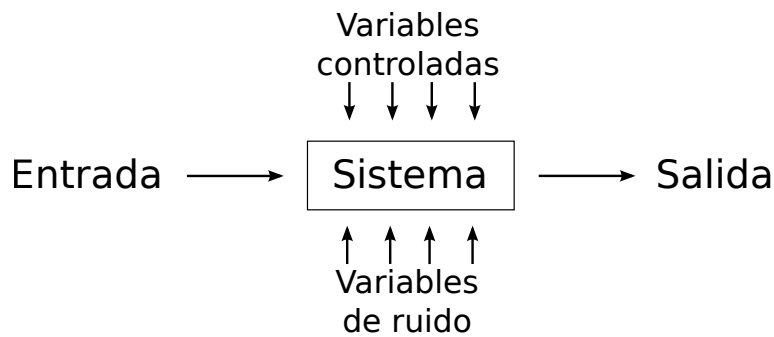 Variables
controladas
Entrada
Sistema
Salida
Variables
de ruido